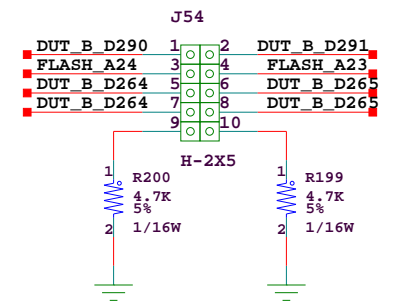 J54
DUT_B_D290 1 2 DUT_B_D291
FLASH_A24 3 4 FLASH_A23
DUT_B_D264 5 6 DUT_B_D265
DUT_B_D264 7 8 DUT_B_D265
9 10
H-2X5
1 R200 1 R199
4.7K 4.7K
5% 5%
2 1/16W 2 1/16W